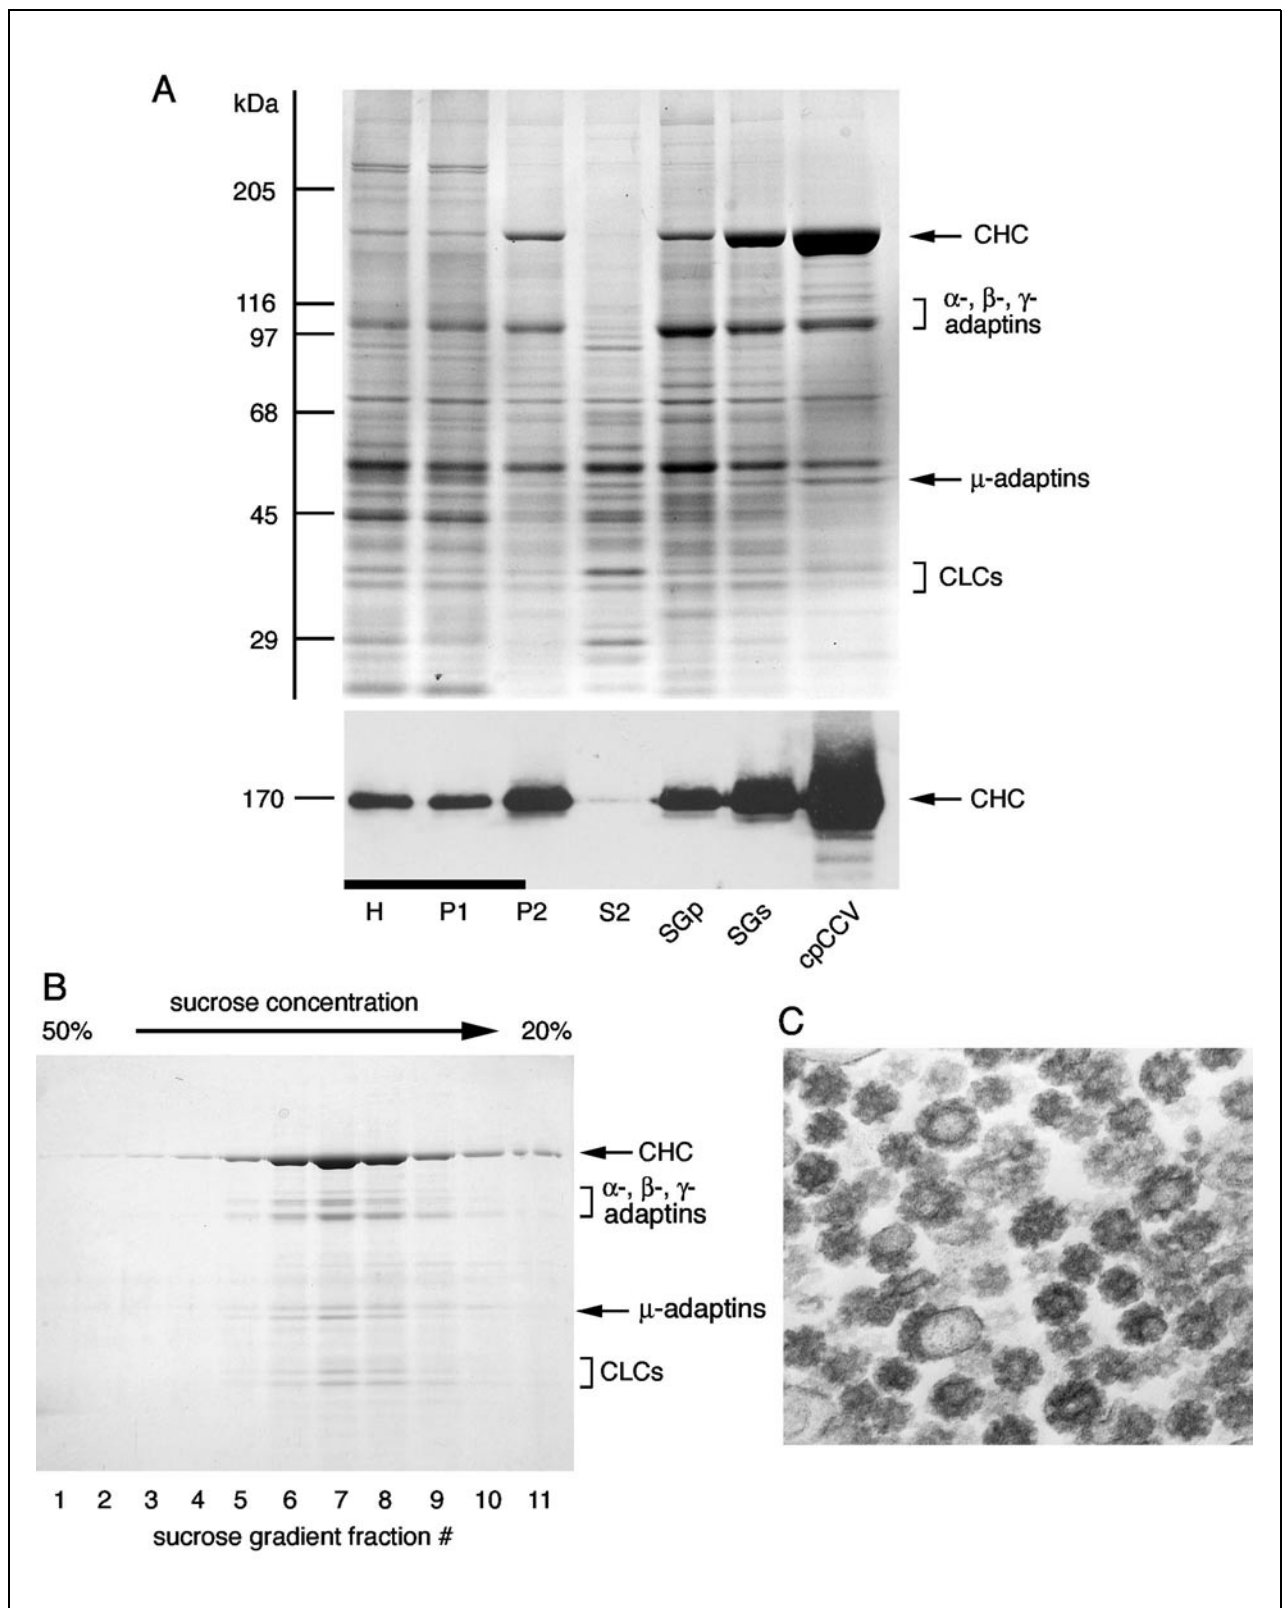 A
kDa
205
116
97
68
45
29
CHC
α-, β-, γ-
adaptins
μ-adaptins
CLCs
170
CHC
H P1 P2 S2 SGp SGs cpCCV
B
sucrose concentration
50% 20%
CHC
α-, β-, γ-
adaptins
μ-adaptins
CLCs
1 2 3 4 5 6 7 8 9 10 11
sucrose gradient fraction #
C